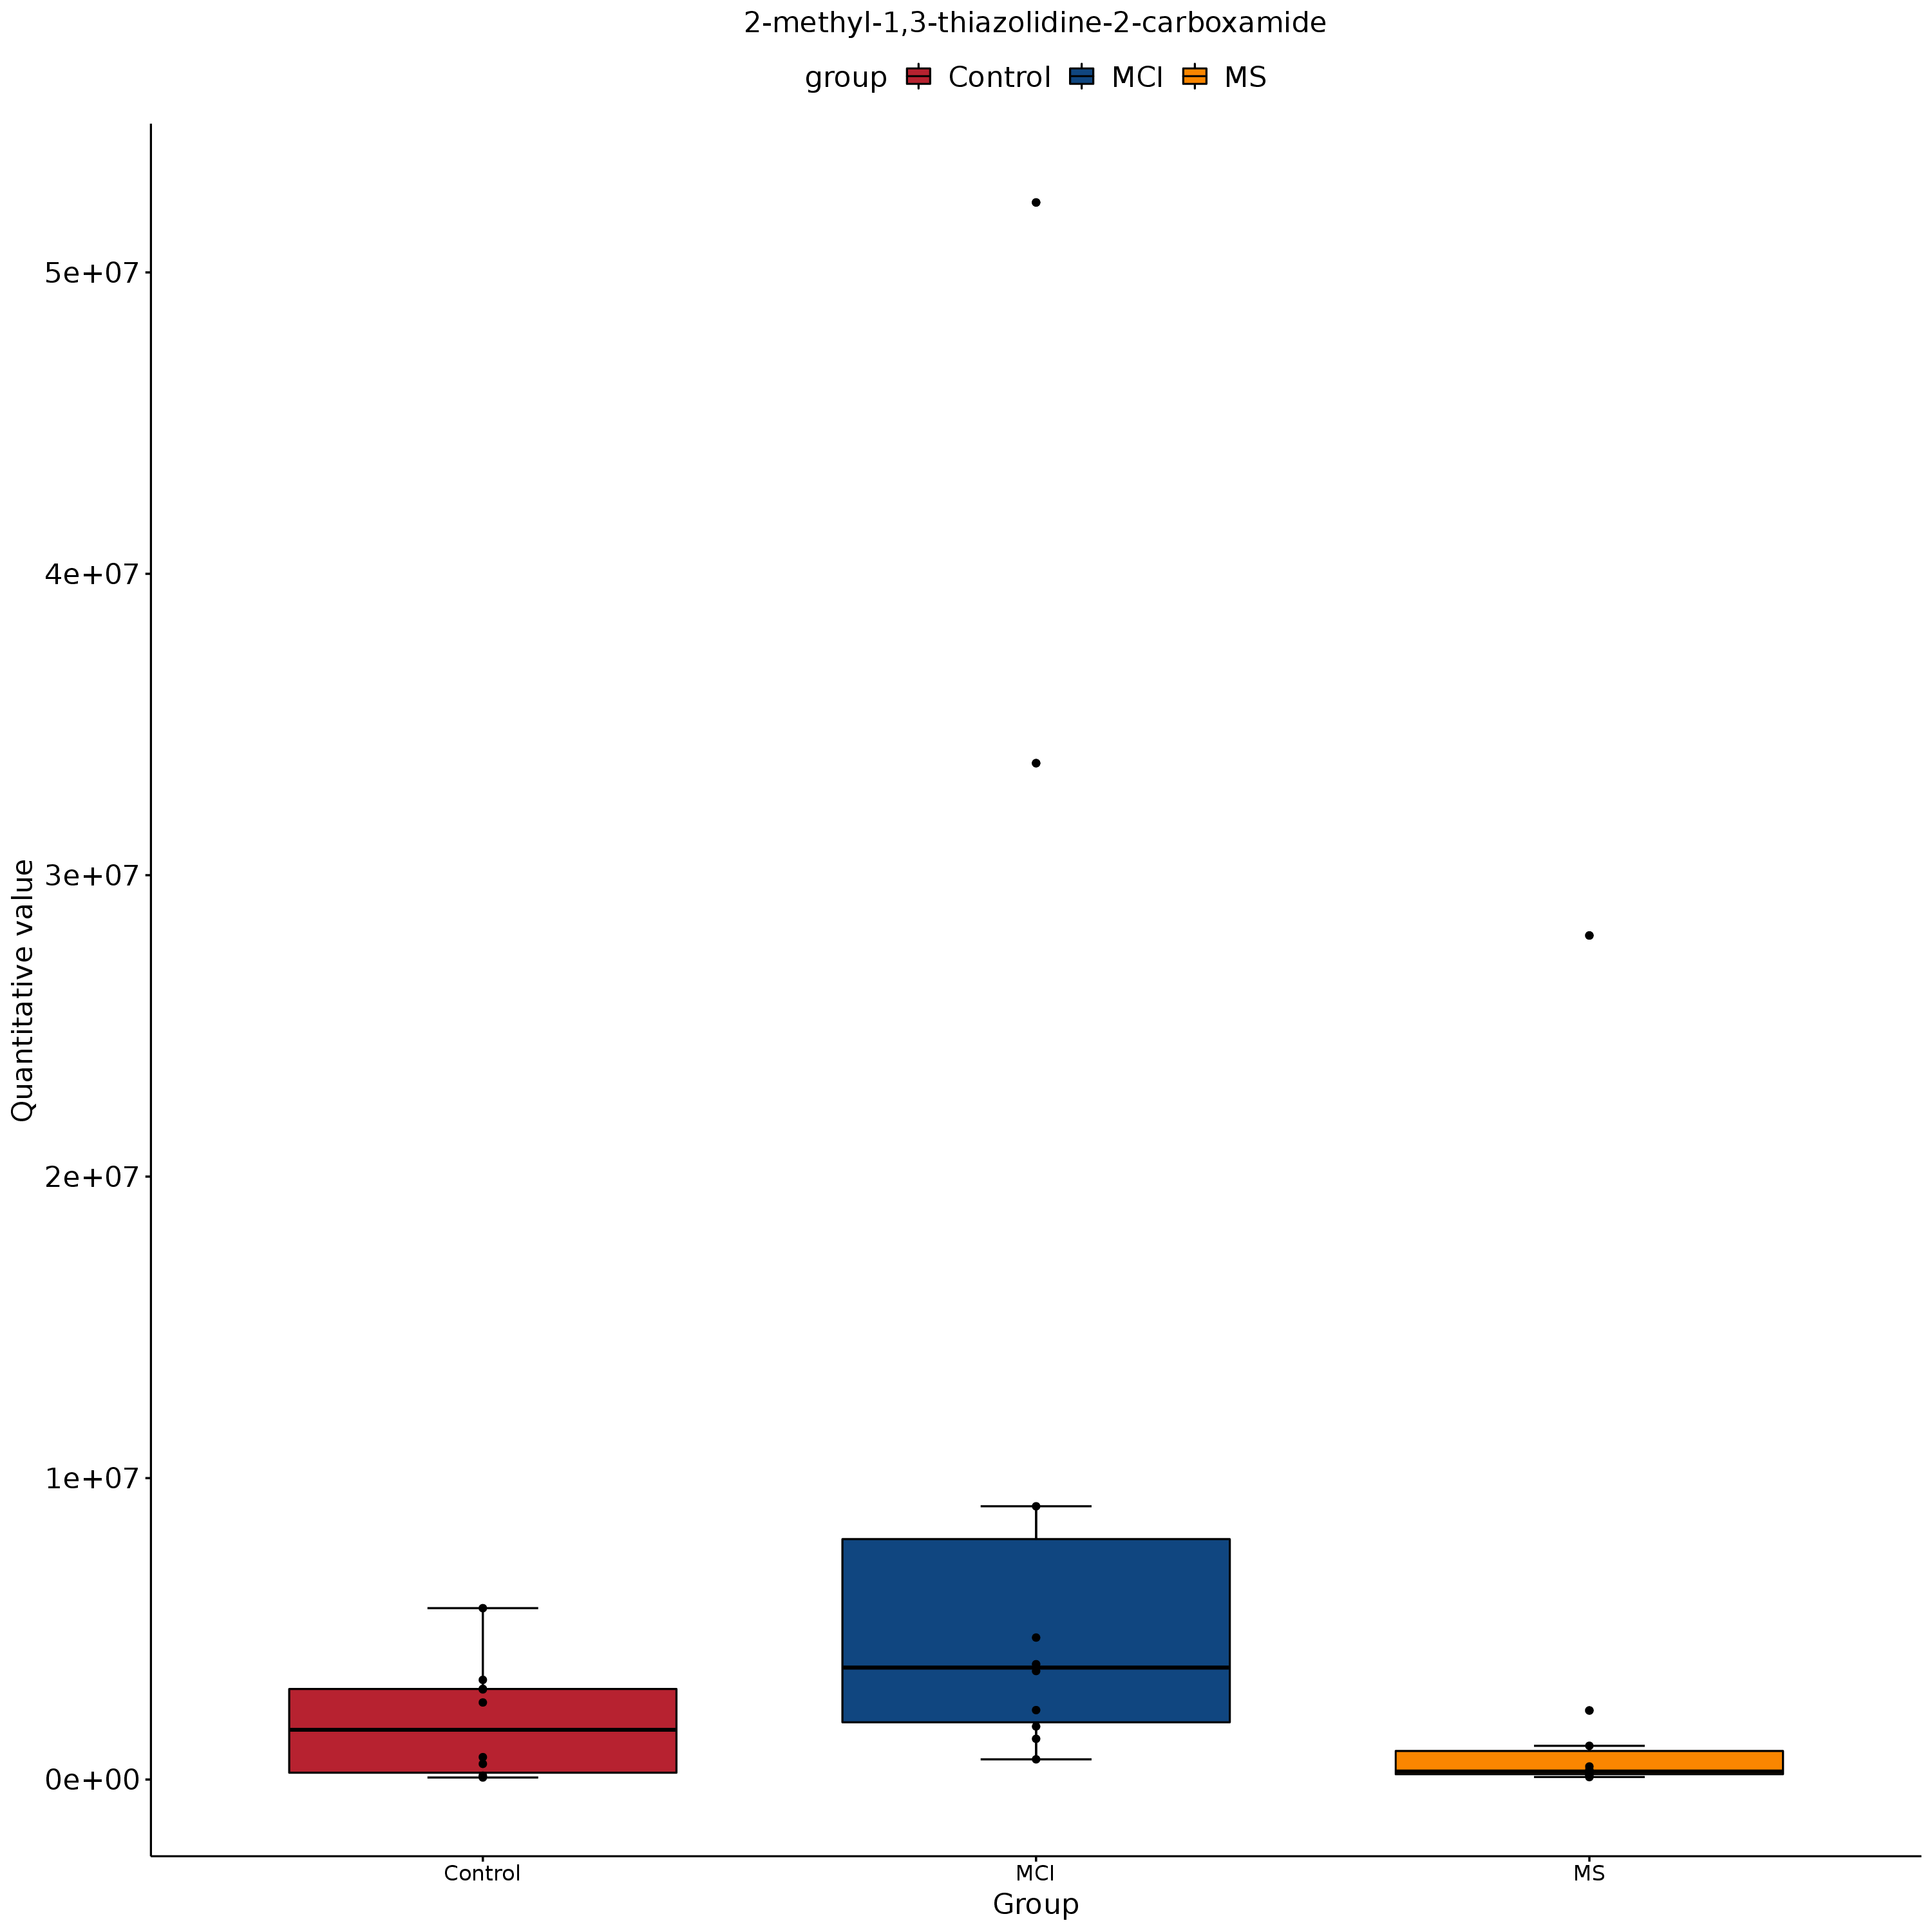 2-methyl-1,3-thiazolidine-2-carboxamide
group Control MCI MS
Quantitative value
5e+07
4e+07
3e+07
2e+07
1e+07
0e+00
Control MCI MS
Group